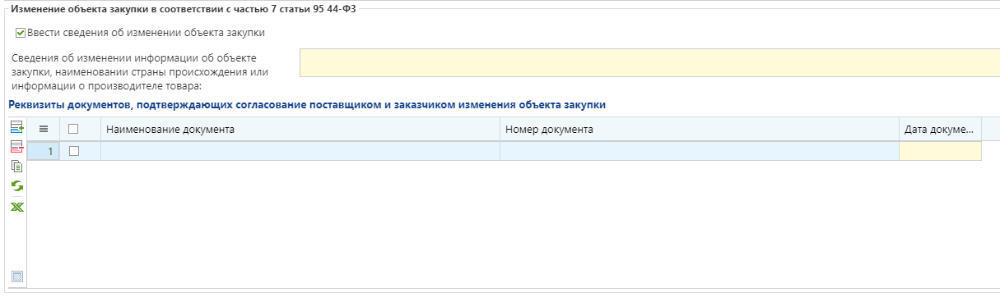 Изменение объекта закупки в соответствии с частью 7 статьи 95 44-ФЗ
Ввести сведения об изменении объекта закупки
Сведения об изменении информации об объекте
закупки, наименовании страны происхождения или
информации о производителе товара:
Реквизиты документов, подтверждающих согласование поставщиком и заказчиком изменения объекта закупки
Наименование документа Номер документа Дата докуме...
1